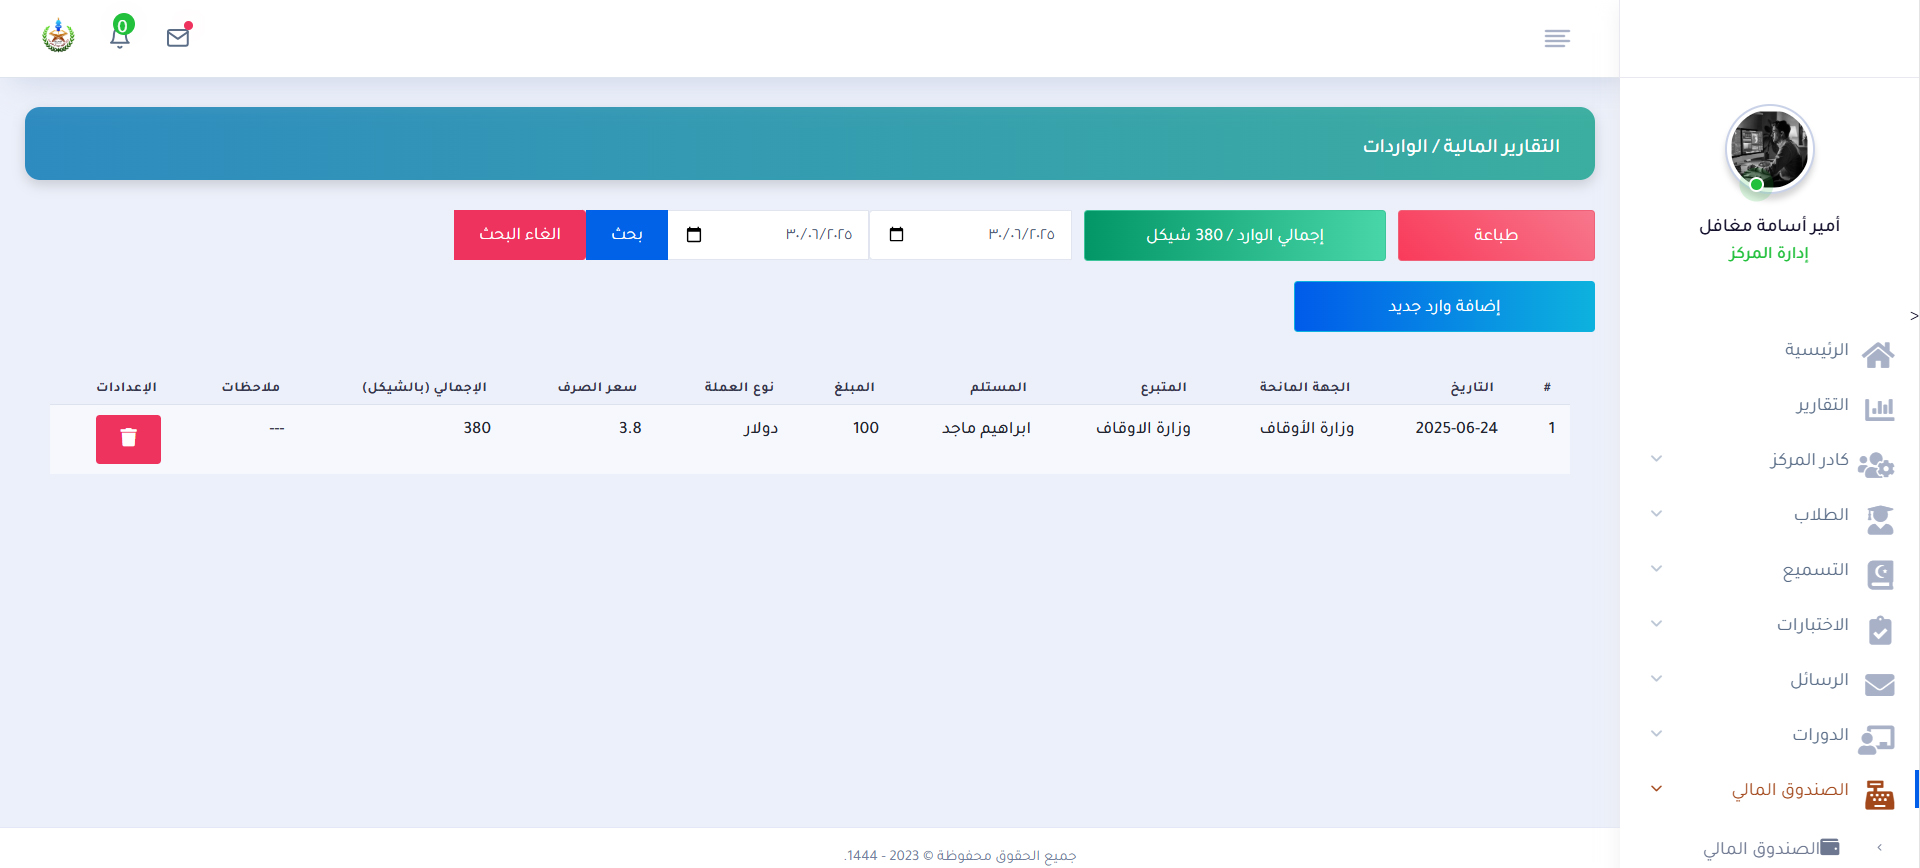 0
أمير أسامة مغافل
إدارة المركز
>
الرئيسية
التقارير
كادر المركز
الطلاب
التسميع
الاختبارات
الرسائل
الدورات
الصندوق المالي
الصندوق المالي
التقارير المالية / الواردات
طباعة
إجمالي الوارد / 380 شيكل
٣٠/٠٦/٢٠٢٥
٣٠/٠٦/٢٠٢٥
بحث
الغاء البحث
إضافة وارد جديد
# التاريخ الجهة المانحة المتبرع المستلم المبلغ نوع العملة سعر الصرف الإجمالي (بالشيكل) ملاحظات الإعدادات
1 2025-06-24 وزارة الأوقاف وزارة الاوقاف ابراهيم ماجد 100 دولار 3.8 380 ---
جميع الحقوق محفوظة © 2023 - 1444.